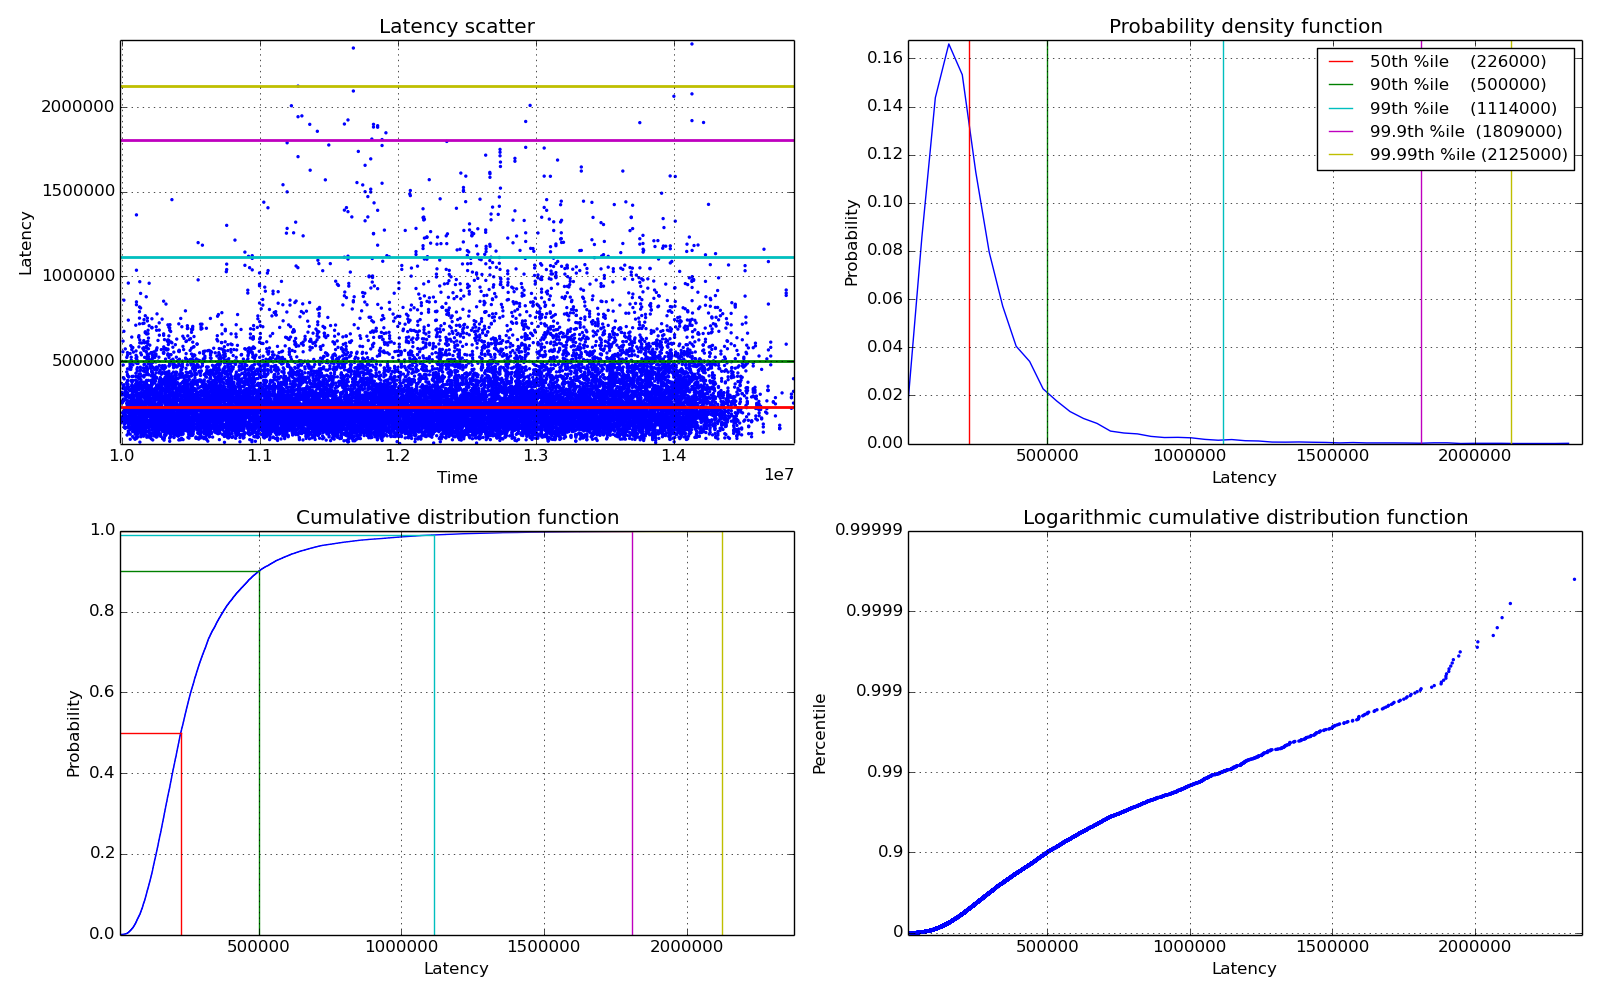 Latency scatter
2000000
1500000
1000000
500000
Latency
1.0 1.1 1.2 1.3 1.4
1e7
Time
Probability density function
0.16
0.14
0.12
0.10
0.08
0.06
0.04
0.02
0.00
Probability
50th %ile (226000)
90th %ile (500000)
99th %ile (1114000)
99.9th %ile (1809000)
99.99th %ile (2125000)
500000 1000000 1500000 2000000
Latency
Cumulative distribution function
1.0
0.8
0.6
0.4
0.2
0.0
Probability
500000 1000000 1500000 2000000
Latency
Logarithmic cumulative distribution function
0.99999
0.9999
0.999
0.99
0.9
0
Percentile
500000 1000000 1500000 2000000
Latency